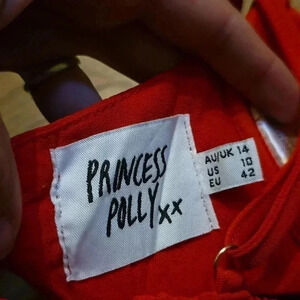 PRINCESS
POLLY xx
AU/UK 14
US 10
EU 42